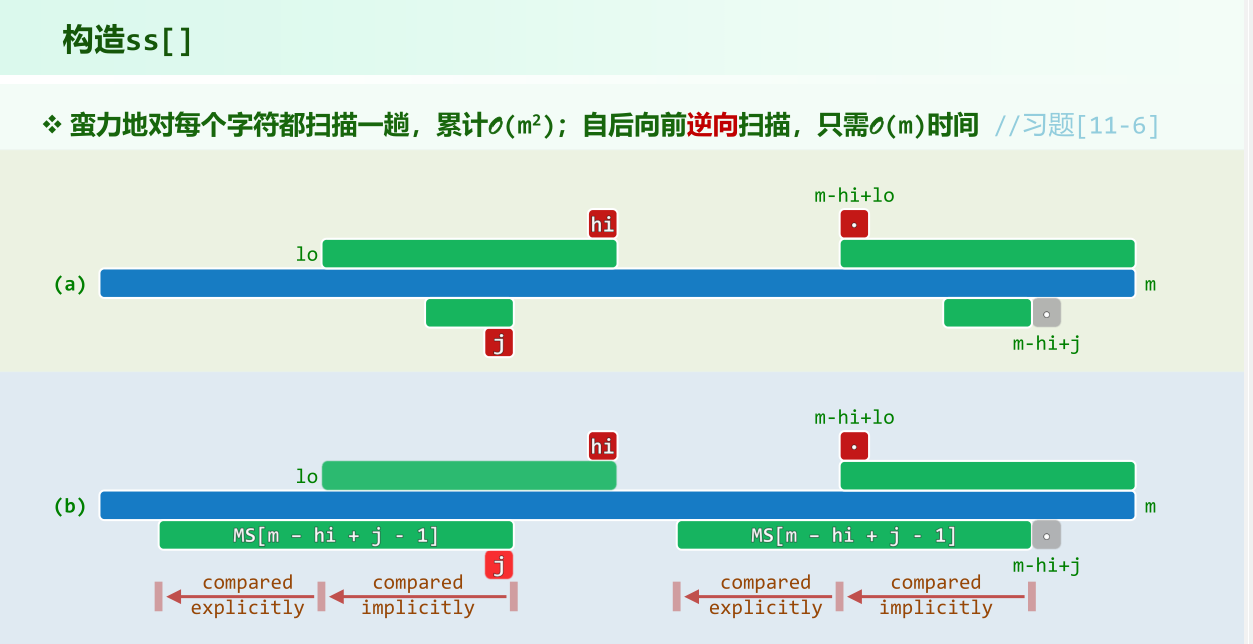 构造ss[]
❖ 蛮力地对每个字符都扫描一趟，累计𝒪(m²)；自后向前逆向扫描，只需𝒪(m)时间 //习题[11-6]
m-hi+lo
hi
lo
(a)
m
j
m-hi+j
m-hi+lo
hi
lo
(b)
m
MS[m – hi + j - 1] MS[m – hi + j - 1]
j
m-hi+j
compared compared compared compared
explicitly implicitly explicitly implicitly